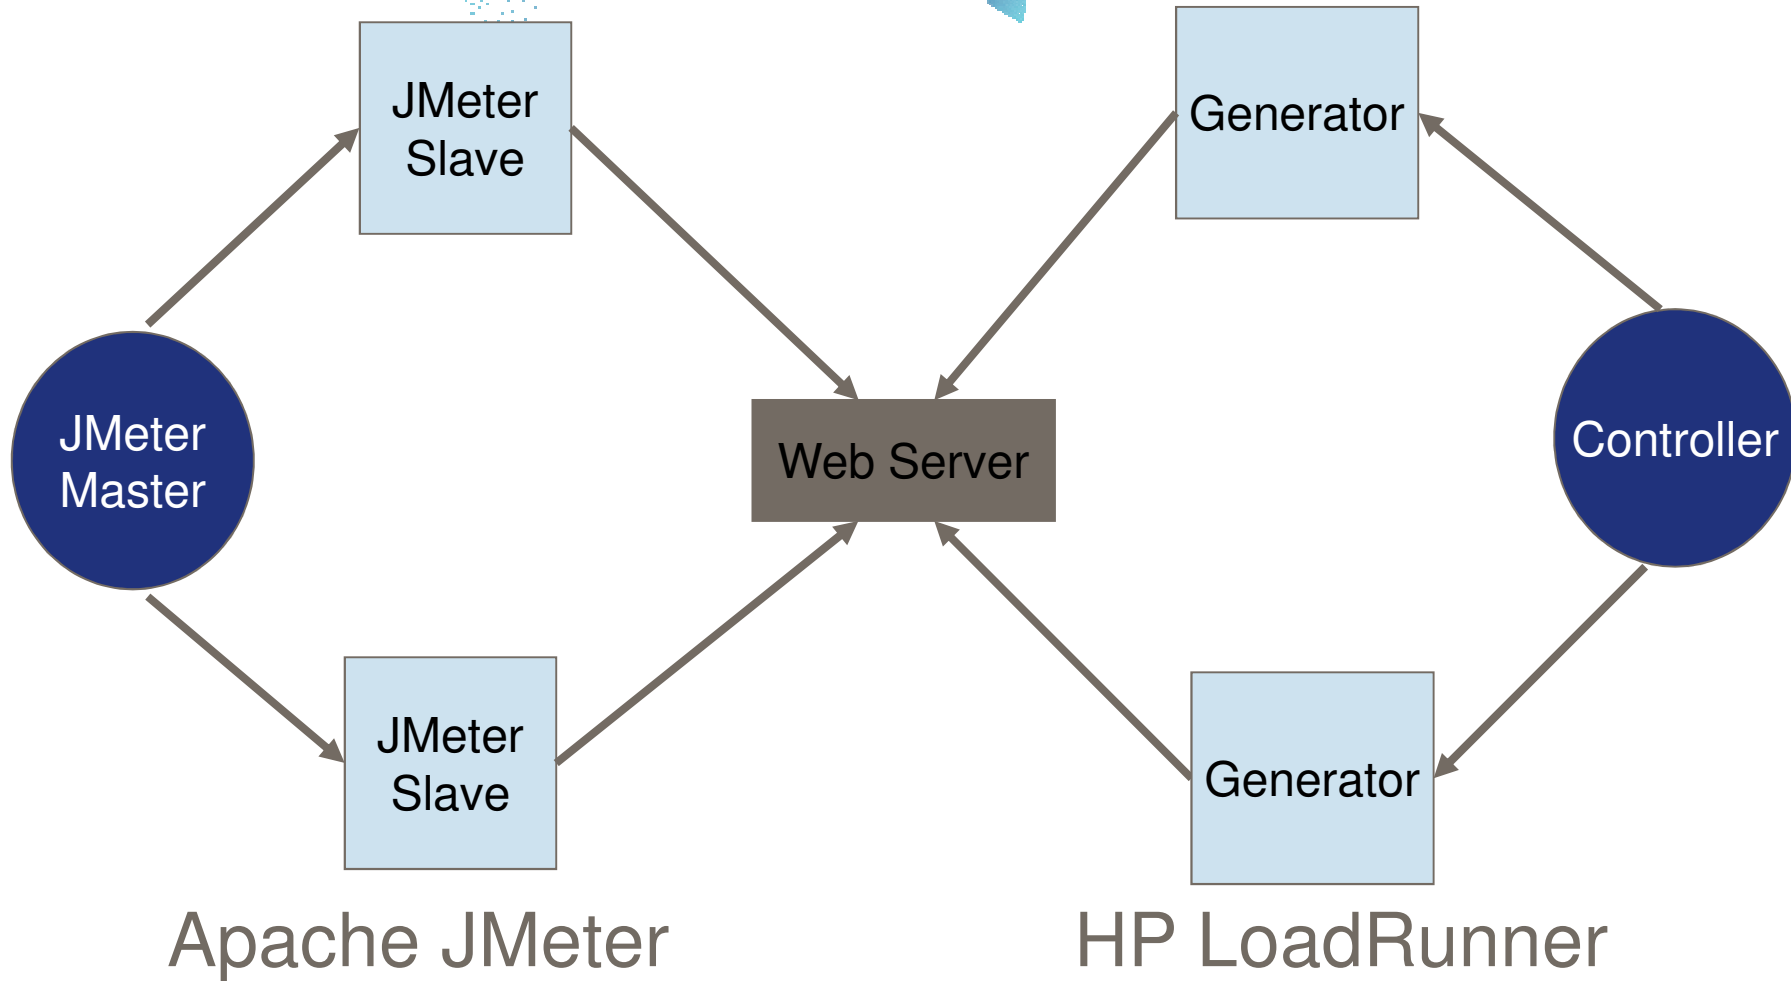 JMeter
Slave
Generator
JMeter
Master
Web Server
Controller
JMeter
Slave
Generator
Apache JMeter
HP LoadRunner